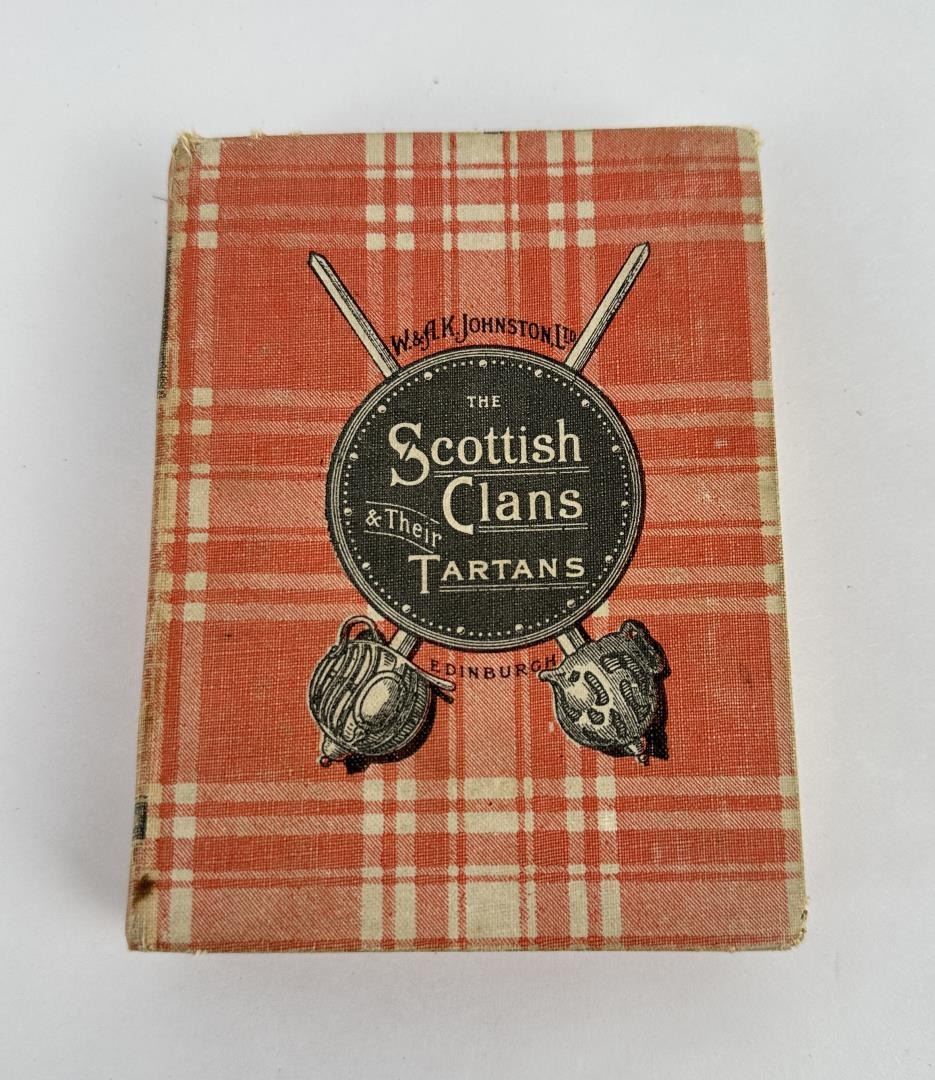 W. & A.K. Johnston, Ltd
THE
Scottish
Clans
& Their
TARTANS
EDINBURGH